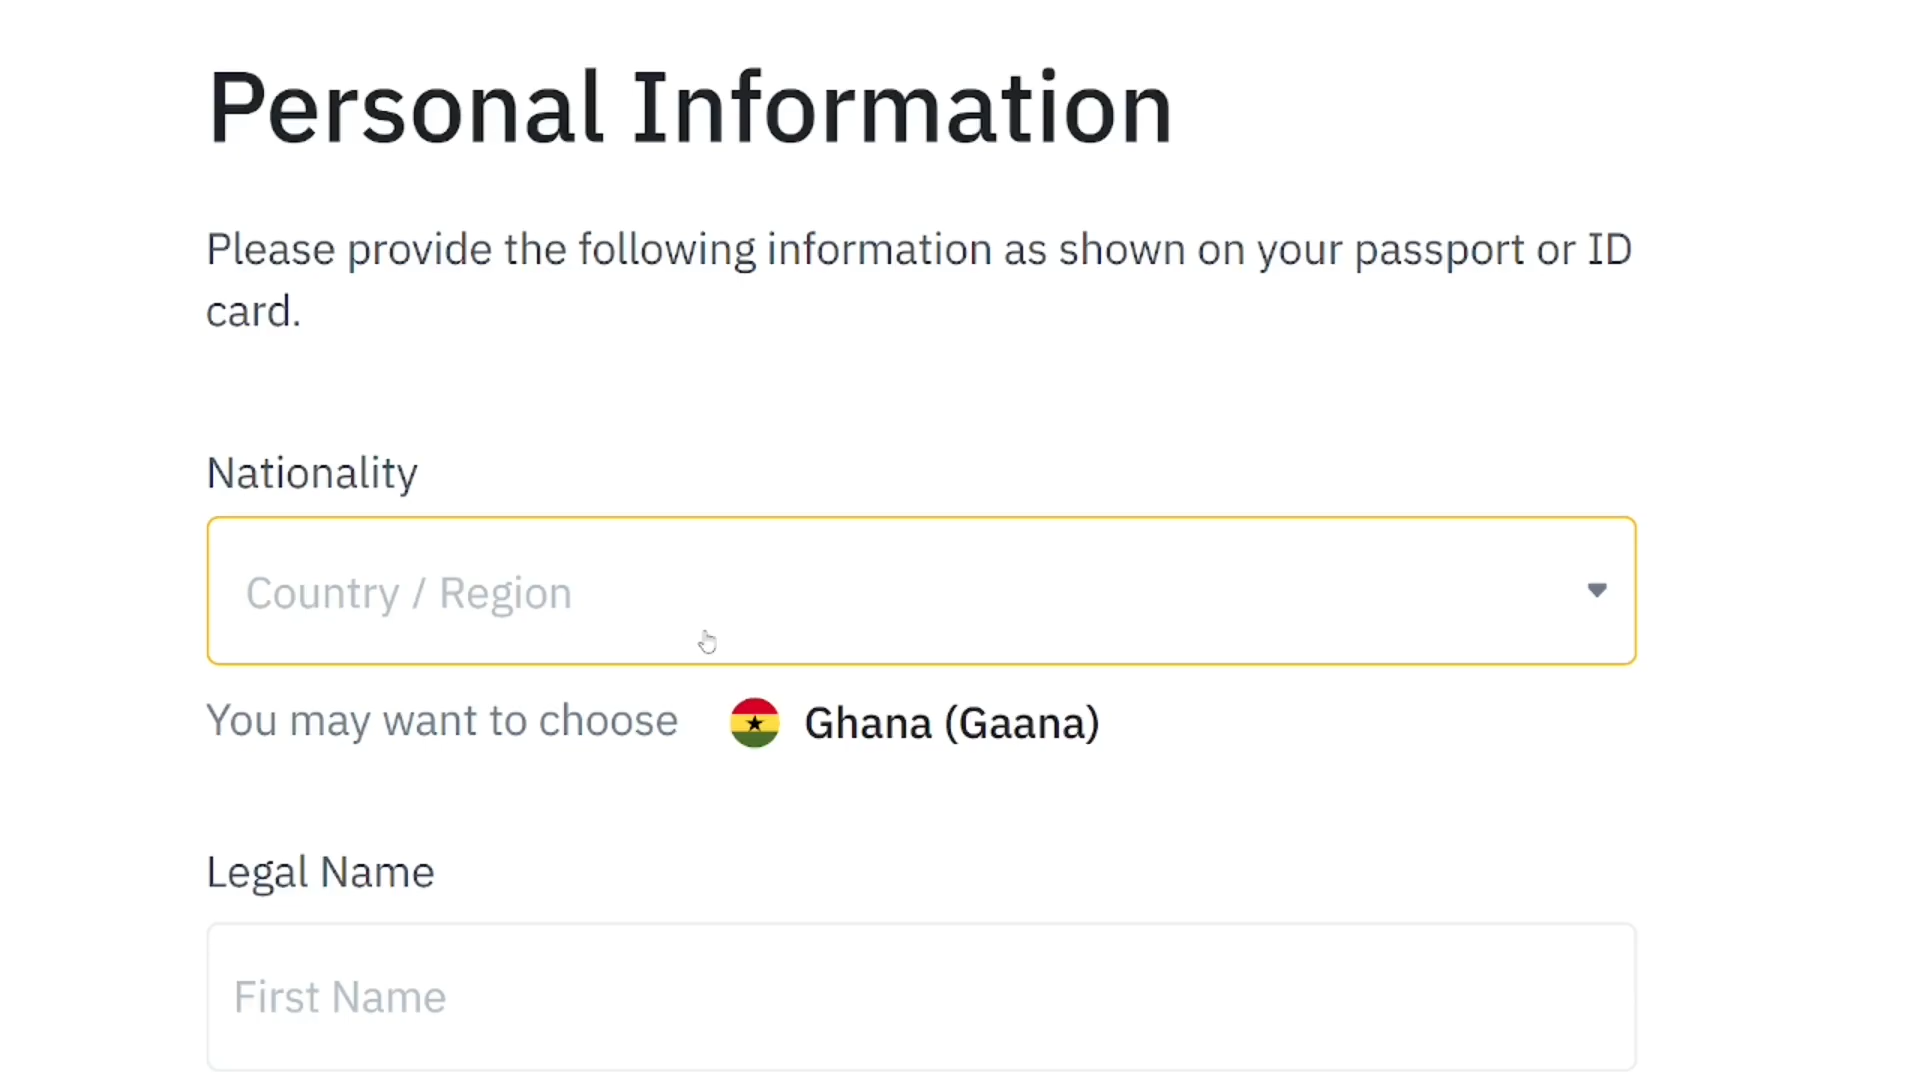 Personal Information
Please provide the following information as shown on your passport or ID
card.
Nationality
Country / Region
You may want to choose Ghana (Gaana)
Legal Name
First Name